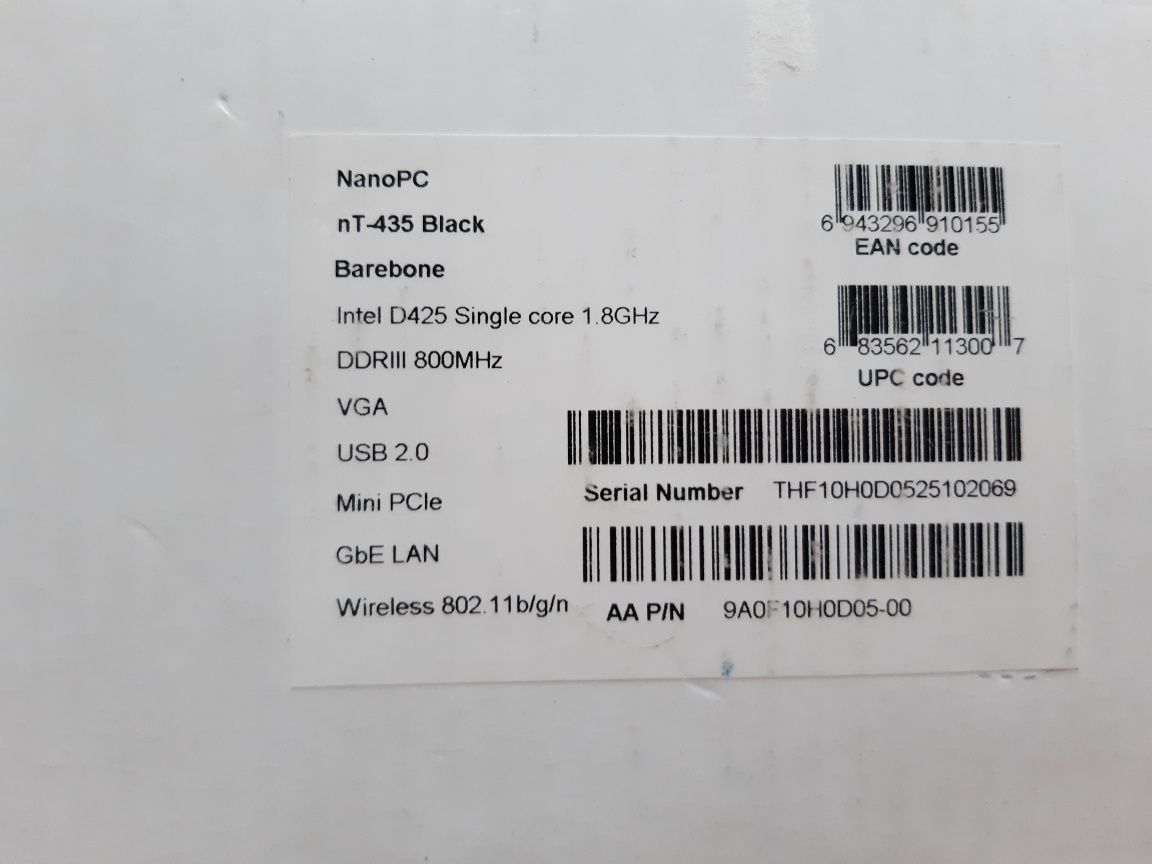 NanoPC
nT-435 Black
Barebone
Intel D425 Single core 1.8GHz
DDRIII 800MHz
VGA
USB 2.0
Mini PCIe
GbE LAN
Wireless 802.11b/g/n
6 943296 910155
EAN code
6 83562 11300 7
UPC code
Serial Number THF10H0D0525102069
AA P/N 9A0F10H0D05-00